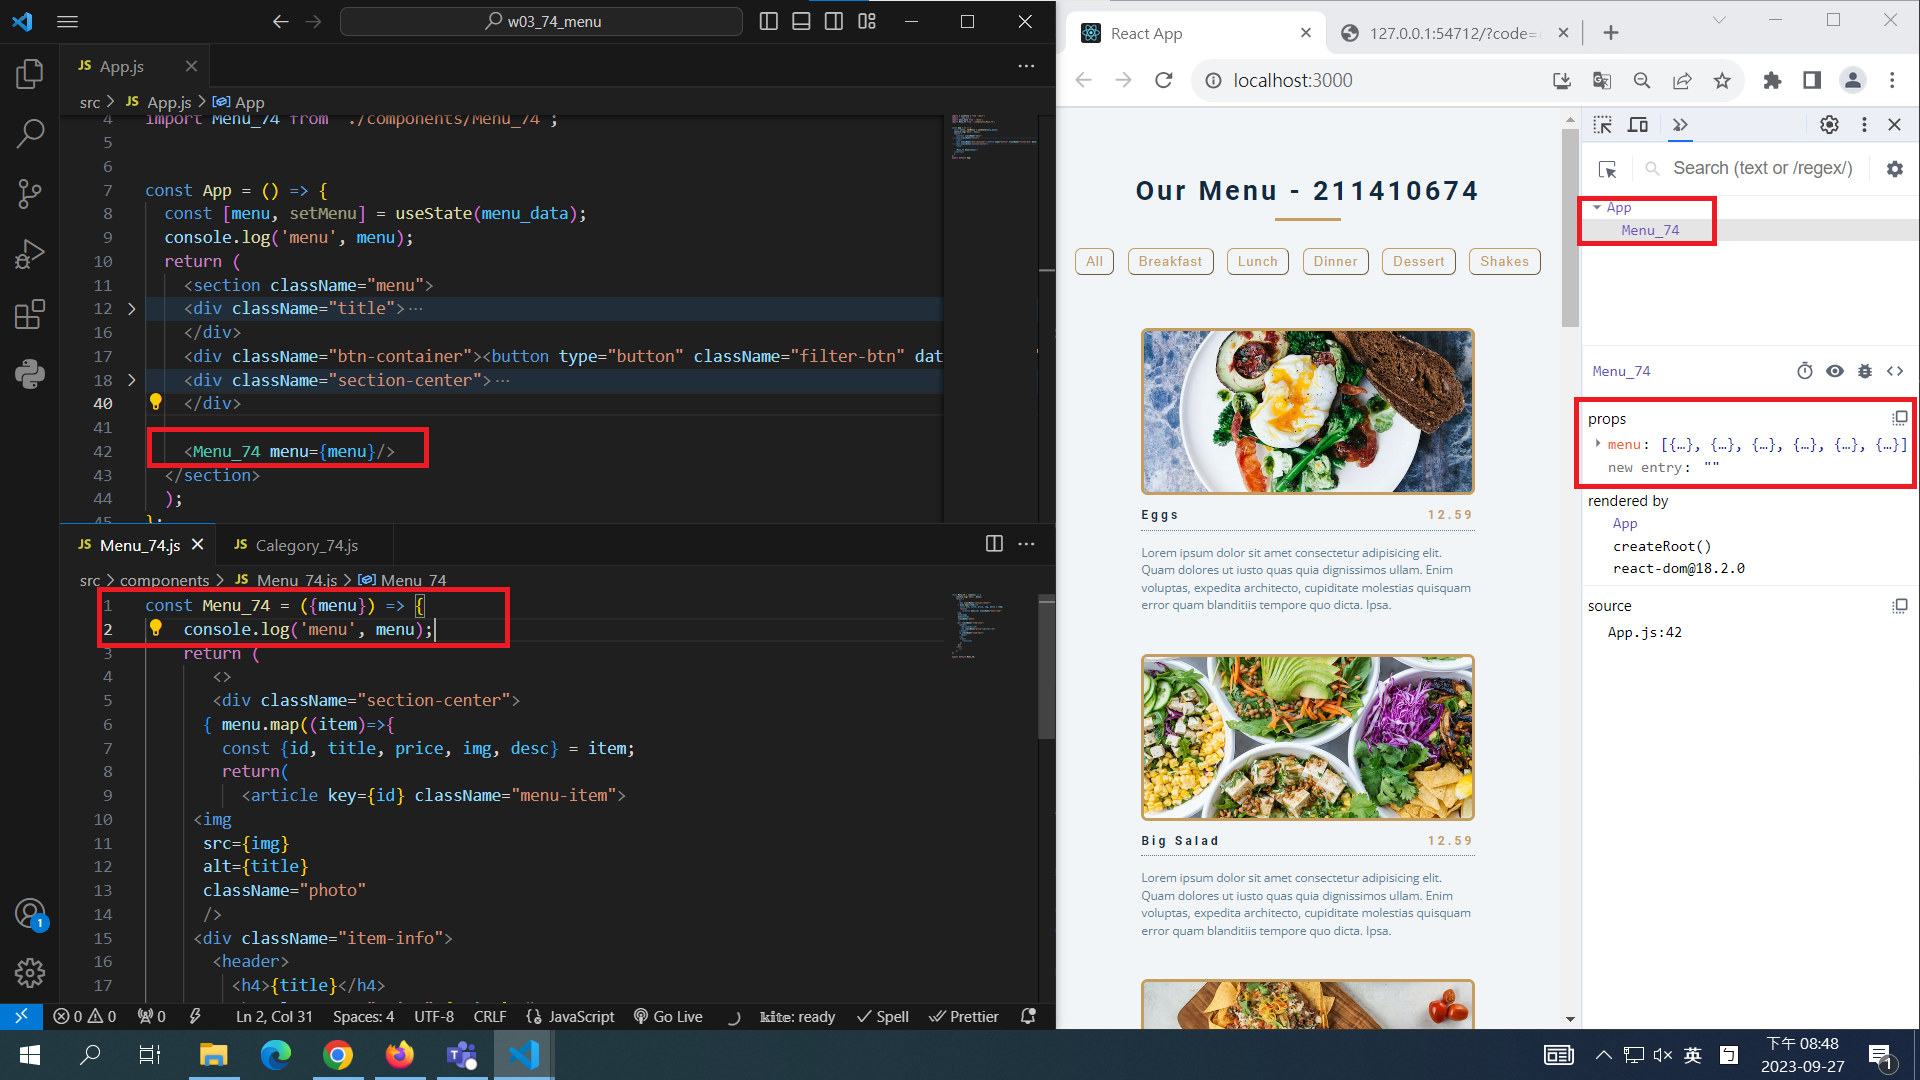 w03_74_menu
JS App.js
src > JS App.js > App
4 import Menu_74 from './components/Menu_74';
5
6
7 const App = () => {
8 const [menu, setMenu] = useState(menu_data);
9 console.log('menu', menu);
10 return (
11 <section className="menu">
12 <div className="title">···
16 </div>
17 <div className="btn-container"><button type="button" className="filter-btn" dat
18 <div className="section-center">···
40 </div>
41
42 <Menu_74 menu={menu}/>
43 </section>
44 );
45 };
JS Menu_74.js
JS Calegory_74.js
src > components > JS Menu_74.js > Menu_74
1 const Menu_74 = ({menu}) => {
2 console.log('menu', menu);
3 return (
4 <>
5 <div className="section-center">
6 { menu.map((item)=>{
7 const {id, title, price, img, desc} = item;
8 return(
9 <article key={id} className="menu-item">
10 <img
11 src={img}
12 alt={title}
13 className="photo"
14 />
15 <div className="item-info">
16 <header>
17 <h4>{title}</h4>
0 0 0 Ln 2, Col 31 Spaces: 4 UTF-8 CRLF {} JavaScript Go Live kite: ready Spell Prettier
1
React App
127.0.0.1:54712/?code=
localhost:3000
Our Menu - 211410674
All Breakfast Lunch Dinner Dessert Shakes
Eggs 12.59
Lorem ipsum dolor sit amet consectetur adipisicing elit.
Quam dolores ut iusto quas quia dignissimos ullam. Enim
voluptas, expedita architecto, cupiditate molestias quisquam
error quam blanditiis tempore quo dicta. Ipsa.
Big Salad 12.59
Lorem ipsum dolor sit amet consectetur adipisicing elit.
Quam dolores ut iusto quas quia dignissimos ullam. Enim
voluptas, expedita architecto, cupiditate molestias quisquam
error quam blanditiis tempore quo dicta. Ipsa.
Search (text or /regex/)
App
Menu_74
Menu_74
props
menu: [{…}, {…}, {…}, {…}, {…}, {…}]
new entry: ""
rendered by
App
createRoot()
react-dom@18.2.0
source
App.js:42
英
ㄅ
下午 08:48
2023-09-27
1